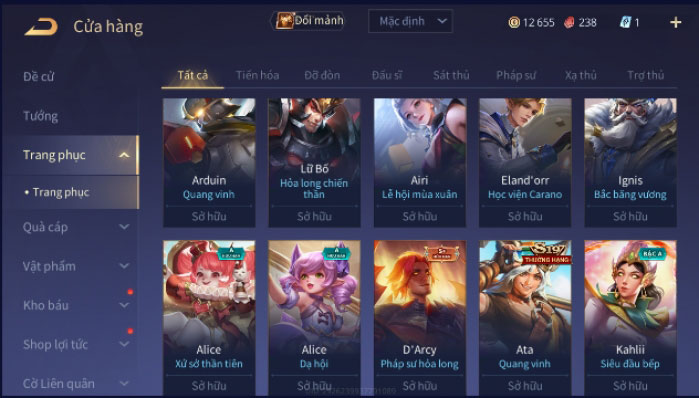 Cửa hàng
Đổi mảnh
Mặc định
12 655
238
1
Đề cử
Tướng
Trang phục
Trang phục
Quà cáp
Vật phẩm
Kho báu
Shop lợi tức
Cờ Liên quân
Tất cả
Tiến hóa
Đỡ đòn
Đấu sĩ
Sát thủ
Pháp sư
Xạ thủ
Trợ thủ
Arduin
Quang vinh
Sở hữu
Lữ Bố
Hỏa long chiến
thần
Sở hữu
Airi
Lễ hội mùa xuân
Sở hữu
Eland'orr
Học viện Carano
Sở hữu
Ignis
Bắc băng vương
Sở hữu
A
Alice
Xứ sở thần tiên
Sở hữu
A
Alice
Dạ hội
Sở hữu
D'Arcy
Pháp sư hỏa long
Sở hữu
S19
THƯỢNG HẠNG
Ata
Quang vinh
Sở hữu
BẬC A
Kahlii
Siêu đầu bếp
Sở hữu